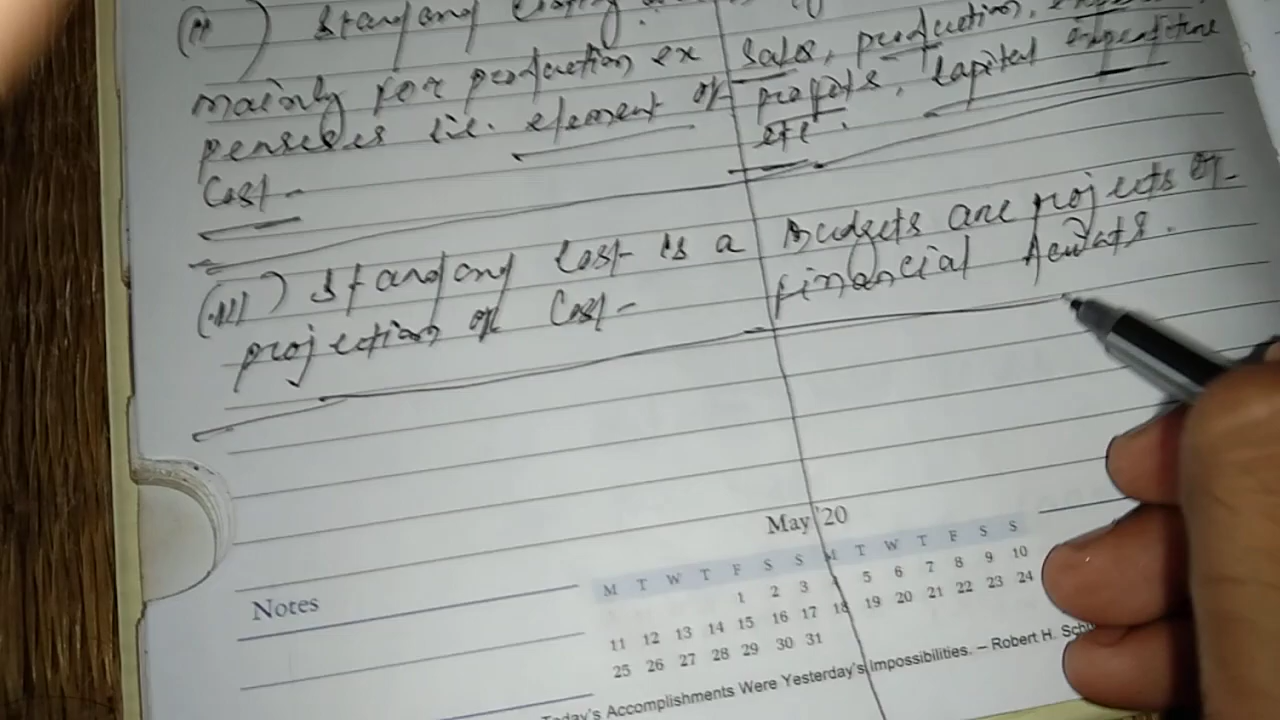 (ii) Standard Costing
mainly for production ex
penseses i.e. element of
Cost-
sales, production,
profits, Capital expenditure
etc.
(iii) Standard Cost is a
projection of Cost-
Budgets are projects of
financial
May '20
M T W T F S S M T W T F S S
1 2 3 5 6 7 8 9 10
11 12 13 14 15 16 17 18 19 20 21 22 23 24
25 26 27 28 29 30 31
Notes
Today's Accomplishments Were Yesterday's Impossibilities. – Robert H. Schu